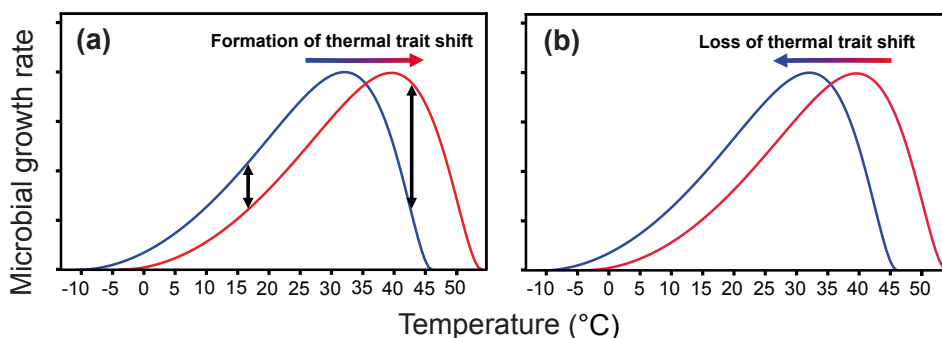 (a)
Formation of thermal trait shift
(b)
Loss of thermal trait shift
Microbial growth rate
-10 -5 0 5 10 15 20 25 30 35 40 45 50
-10 -5 0 5 10 15 20 25 30 35 40 45 50
Temperature (°C)